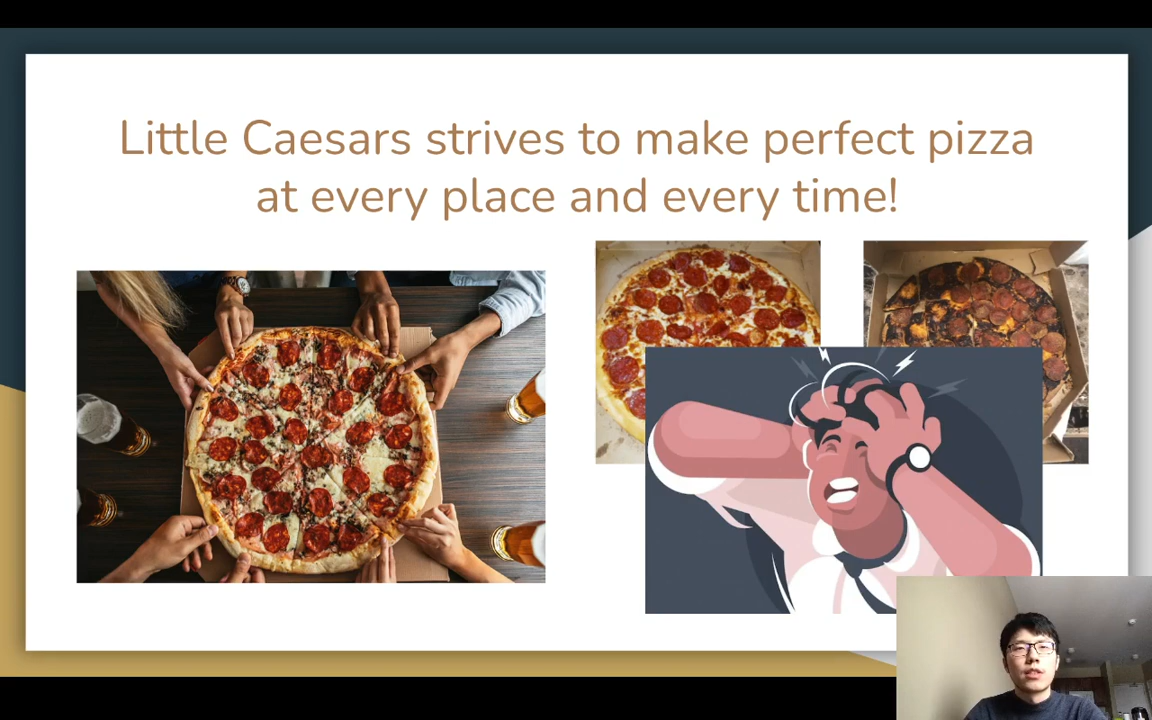 Little Caesars strives to make perfect pizza
at every place and every time!